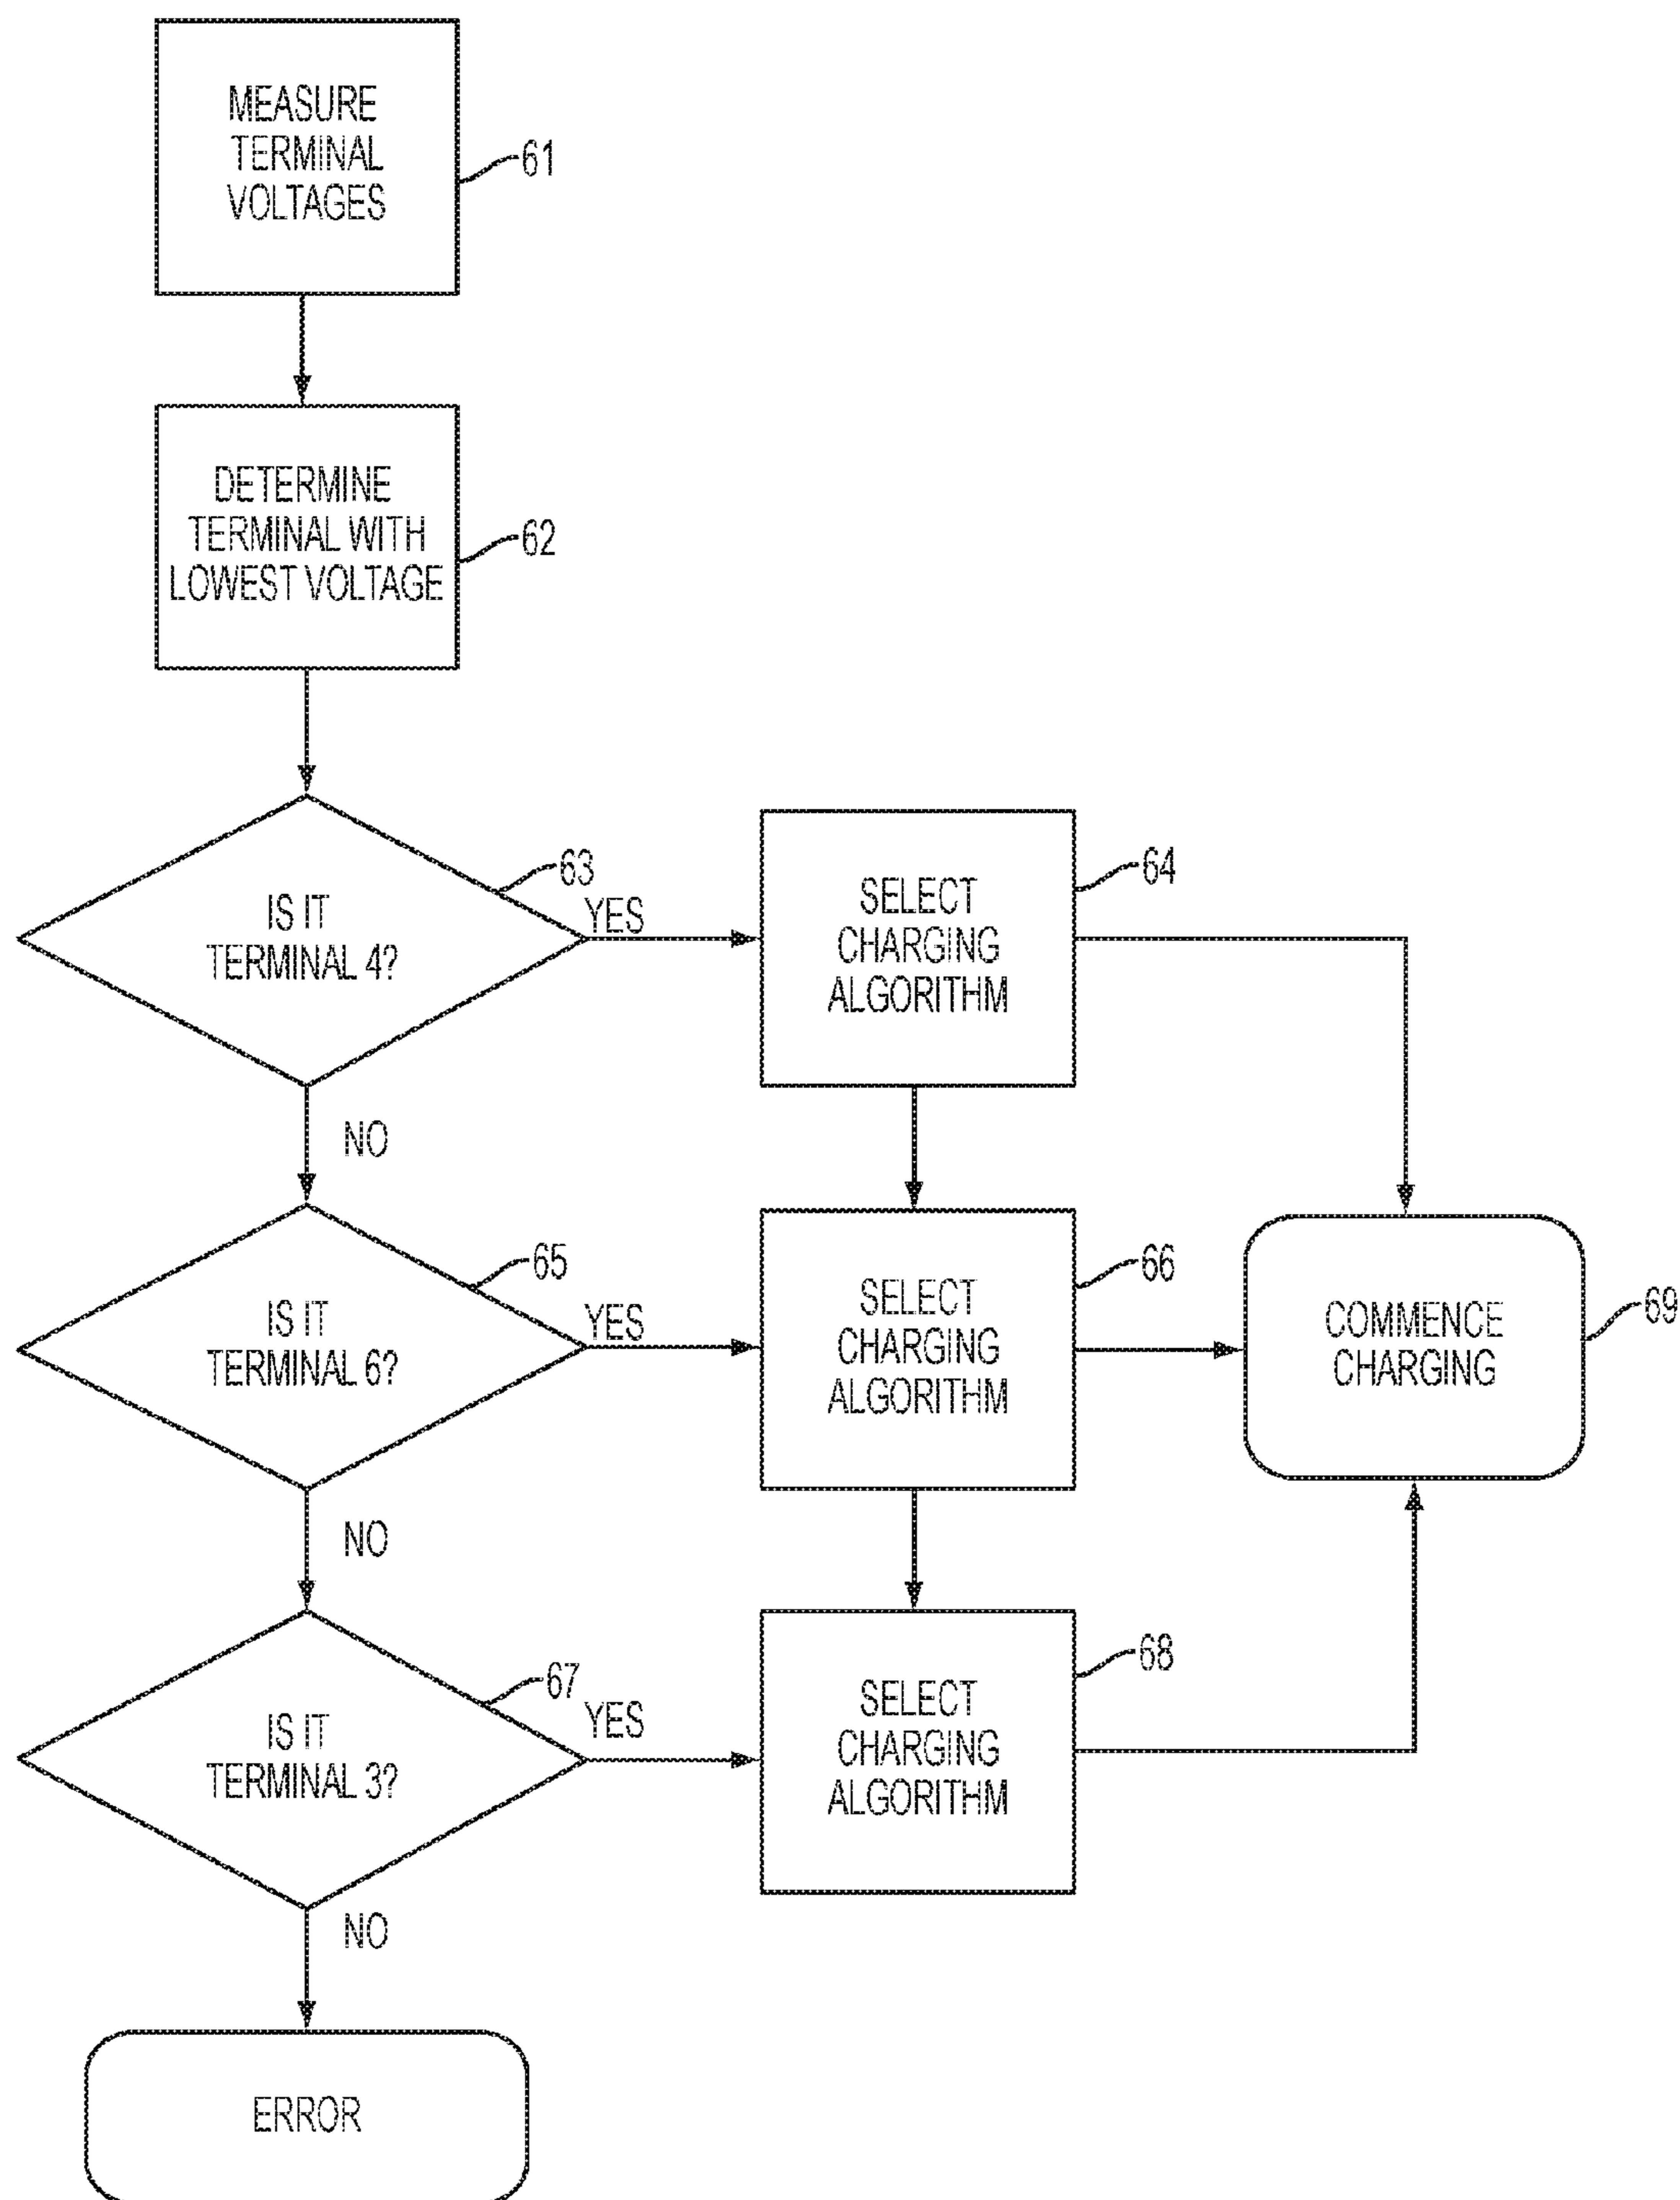 MEASURE
TERMINAL
VOLTAGES
61
DETERMINE
TERMINAL WITH
LOWEST VOLTAGE
62
IS IT
TERMINAL 4?
63
YES
SELECT
CHARGING
ALGORITHM
64
NO
IS IT
TERMINAL 6?
65
YES
SELECT
CHARGING
ALGORITHM
66
COMMENCE
CHARGING
69
NO
IS IT
TERMINAL 3?
67
YES
SELECT
CHARGING
ALGORITHM
68
NO
ERROR